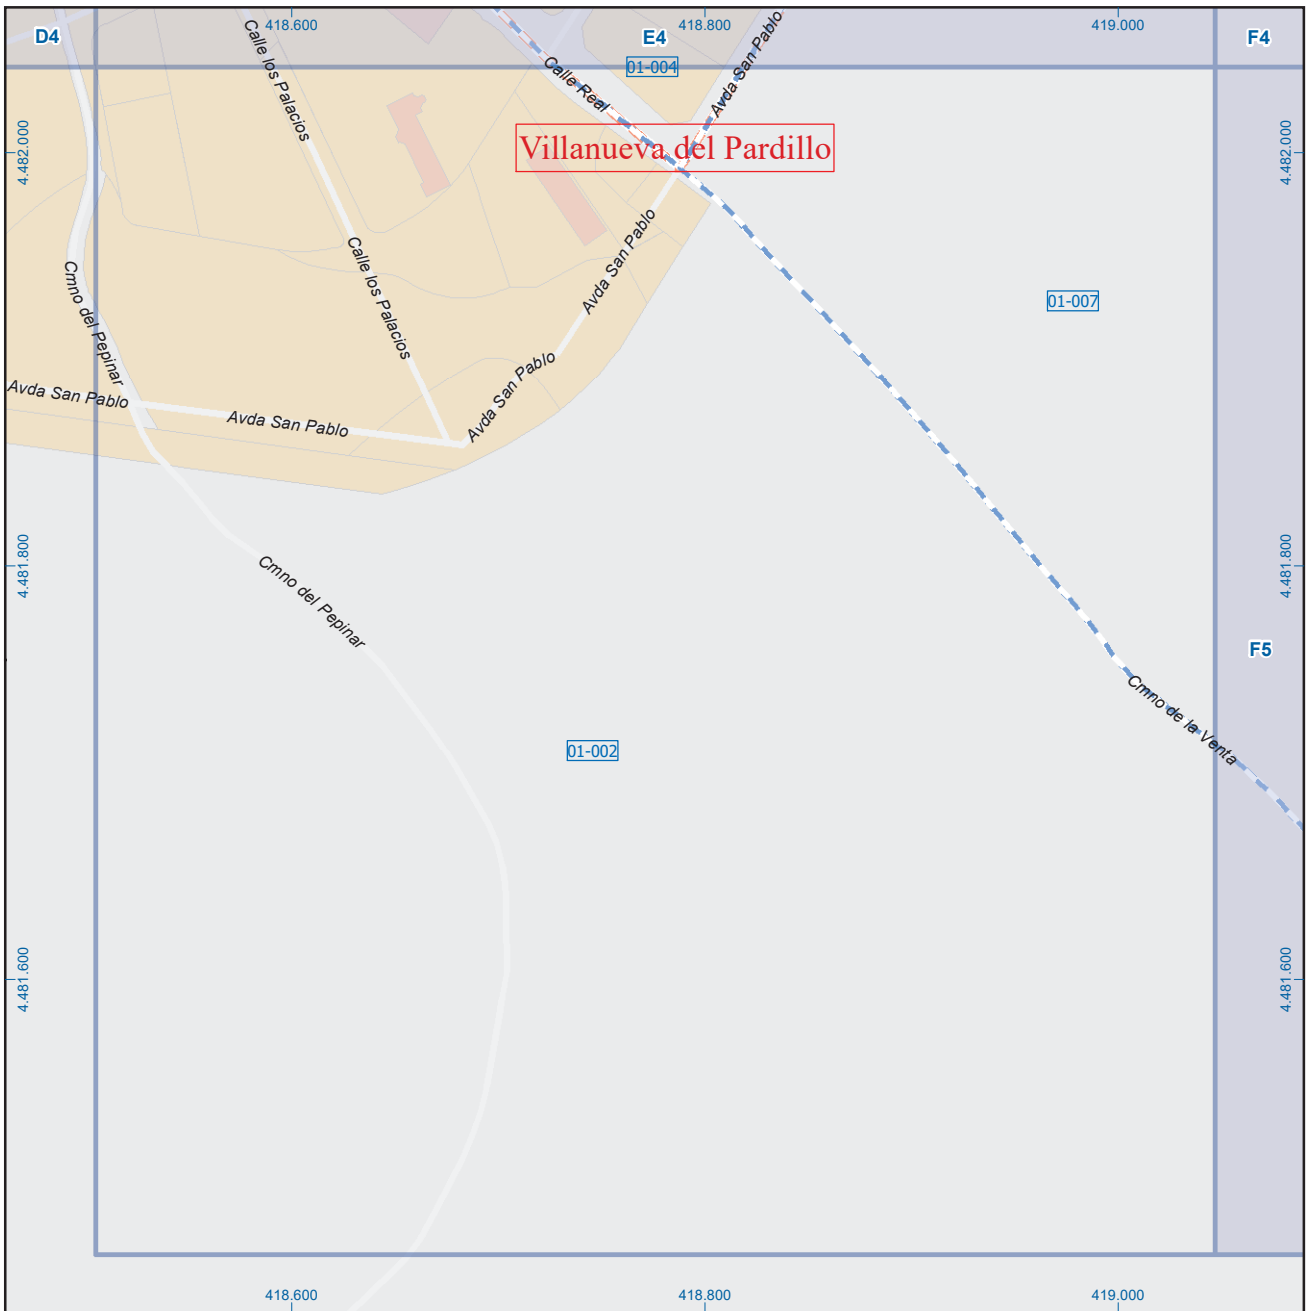 418.600
418.800
419.000
D4
E4
F4
01-004
Calle los Palacios
Calle Real
Avda San Pablo
4.482.000
Villanueva del Pardillo
4.482.000
Cmno del Pepinar
Calle los Palacios
Avda San Pablo
01-007
Avda San Pablo
Avda San Pablo
Avda San Pablo
4.481.800
Cmno del Pepinar
4.481.800
F5
Cmno de la Venta
01-002
4.481.600
4.481.600
418.600
418.800
419.000